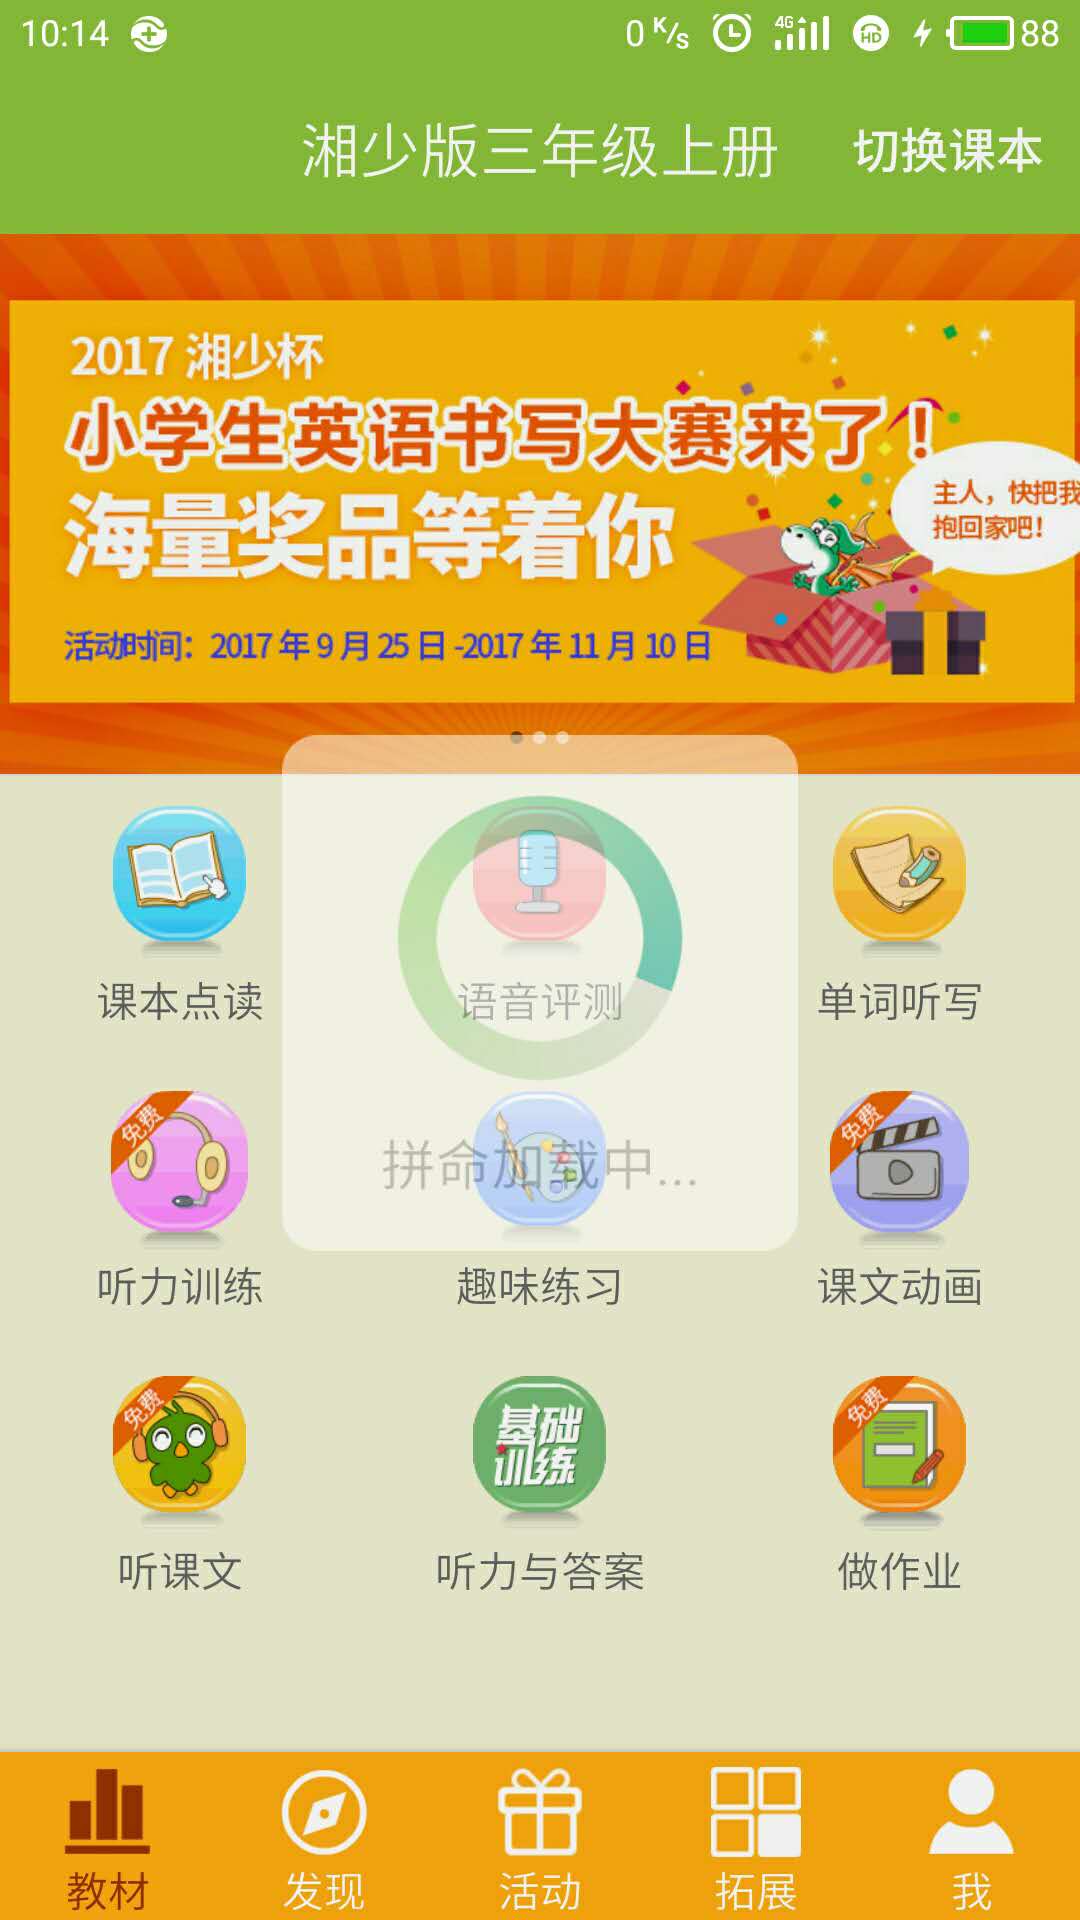 10:14
0 K/s 4G HD 88
湘少版三年级上册
切换课本
2017 湘少杯
小学生英语书写大赛来了！
海量奖品等着你
主人，快把我
抱回家吧！
活动时间：2017 年 9 月 25 日 -2017 年 11 月 10 日
课本点读
语音评测
单词听写
免费
免费
拼命加载中...
听力训练
趣味练习
课文动画
免费
基础
训练
免费
听课文
听力与答案
做作业
教材
发现
活动
拓展
我